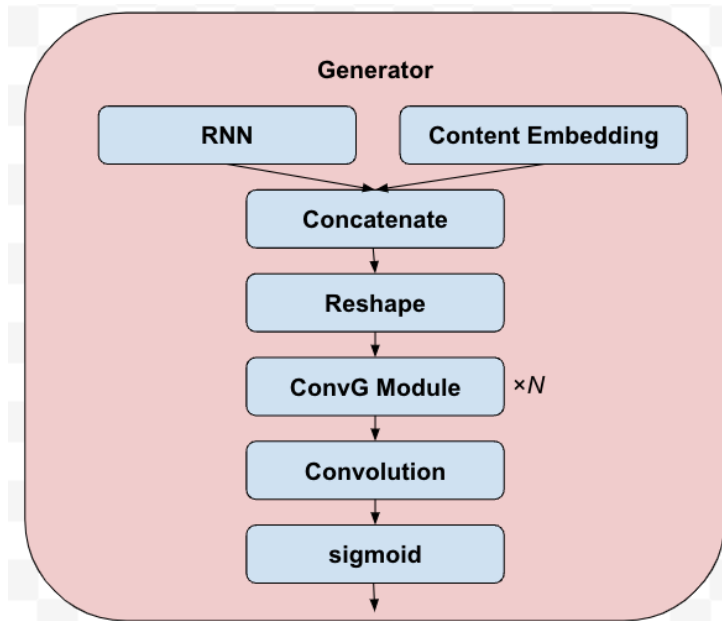 Generator
RNN
Content Embedding
Concatenate
Reshape
ConvG Module
×N
Convolution
sigmoid